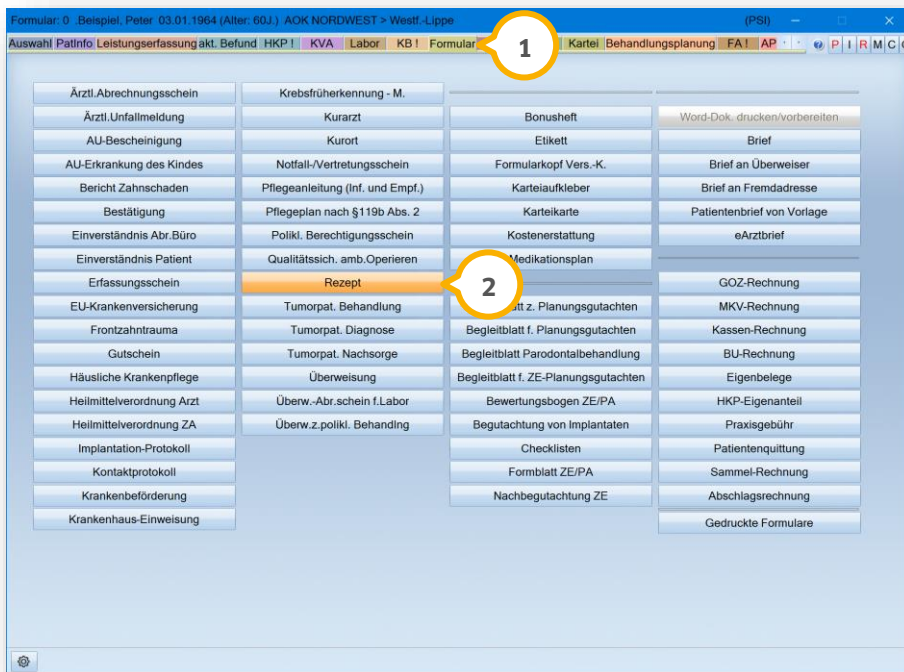 Formular: 0 .Beispiel, Peter 03.01.1964 (Alter: 60J.) AOK NORDWEST > Westf.-Lippe (PSI)
Auswahl PatInfo Leistungserfassung akt. Befund HKP ! KVA Labor KB ! Formular 1 Kartei Behandlungsplanung FA ! AP P I R M C
Ärztl.Abrechnungsschein Krebsfrüherkennung - M.
Ärztl.Unfallmeldung Kurarzt Bonusheft Word-Dok. drucken/vorbereiten
AU-Bescheinigung Kurort Etikett Brief
AU-Erkrankung des Kindes Notfall-/Vertretungsschein Formularkopf Vers.-K. Brief an Überweiser
Bericht Zahnschaden Pflegeanleitung (Inf. und Empf.) Karteiaufkleber Brief an Fremdadresse
Bestätigung Pflegeplan nach §119b Abs. 2 Karteikarte Patientenbrief von Vorlage
Einverständnis Abr.Büro Polikl. Berechtigungsschein Kostenerstattung eArztbrief
Einverständnis Patient Qualitätssich. amb.Operieren Medikationsplan
Erfassungsschein Rezept 2 GOZ-Rechnung
EU-Krankenversicherung Tumorpat. Behandlung z. Planungsgutachten MKV-Rechnung
Frontzahntrauma Tumorpat. Diagnose Begleitblatt f. Planungsgutachten Kassen-Rechnung
Gutschein Tumorpat. Nachsorge Begleitblatt Parodontalbehandlung BU-Rechnung
Häusliche Krankenpflege Überweisung Begleitblatt f. ZE-Planungsgutachten Eigenbelege
Heilmittelverordnung Arzt Überw.-Abr.schein f.Labor Bewertungsbogen ZE/PA HKP-Eigenanteil
Heilmittelverordnung ZA Überw.z.polikl. Behandlng Begutachtung von Implantaten Praxisgebühr
Implantation-Protokoll Checklisten Patientenquittung
Kontaktprotokoll Formblatt ZE/PA Sammel-Rechnung
Krankenbeförderung Nachbegutachtung ZE Abschlagsrechnung
Krankenhaus-Einweisung Gedruckte Formulare